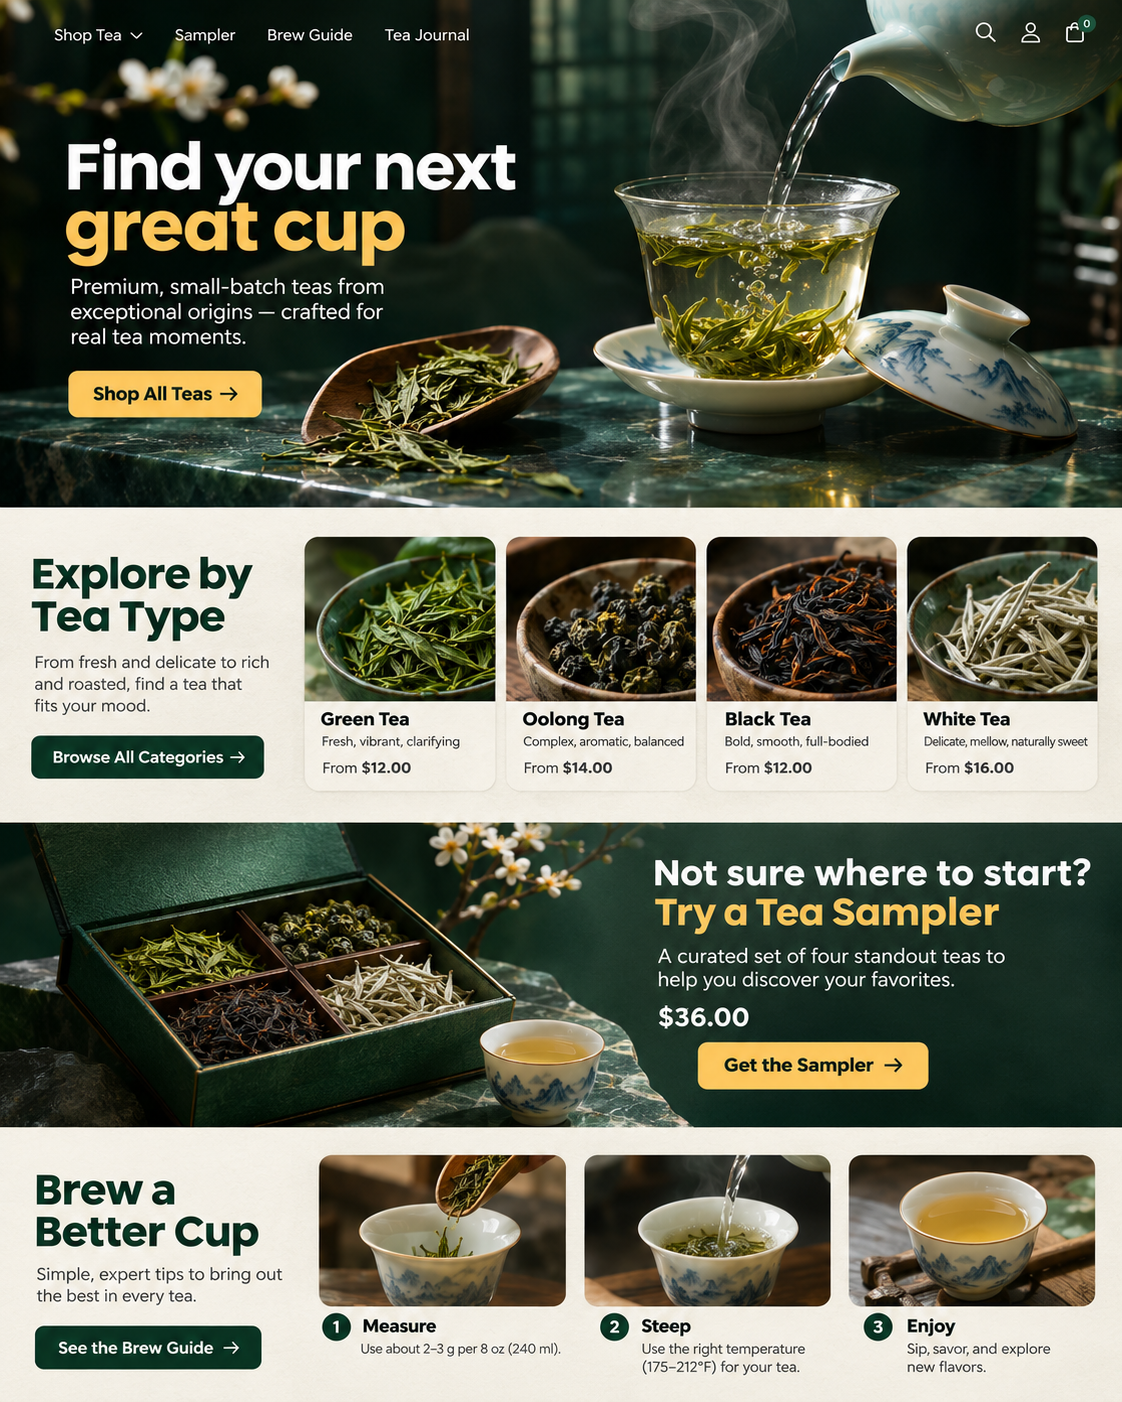 Shop Tea
Sampler
Brew Guide
Tea Journal
0
Find your next
great cup
Premium, small-batch teas from
exceptional origins — crafted for
real tea moments.
Shop All Teas →
Explore by
Tea Type
From fresh and delicate to rich
and roasted, find a tea that
fits your mood.
Browse All Categories →
Green Tea
Fresh, vibrant, clarifying
From $12.00
Oolong Tea
Complex, aromatic, balanced
From $14.00
Black Tea
Bold, smooth, full-bodied
From $12.00
White Tea
Delicate, mellow, naturally sweet
From $16.00
Not sure where to start?
Try a Tea Sampler
A curated set of four standout teas to
help you discover your favorites.
$36.00
Get the Sampler →
Brew a
Better Cup
Simple, expert tips to bring out
the best in every tea.
See the Brew Guide →
1 Measure
Use about 2–3 g per 8 oz (240 ml).
2 Steep
Use the right temperature
(175–212°F) for your tea.
3 Enjoy
Sip, savor, and explore
new flavors.